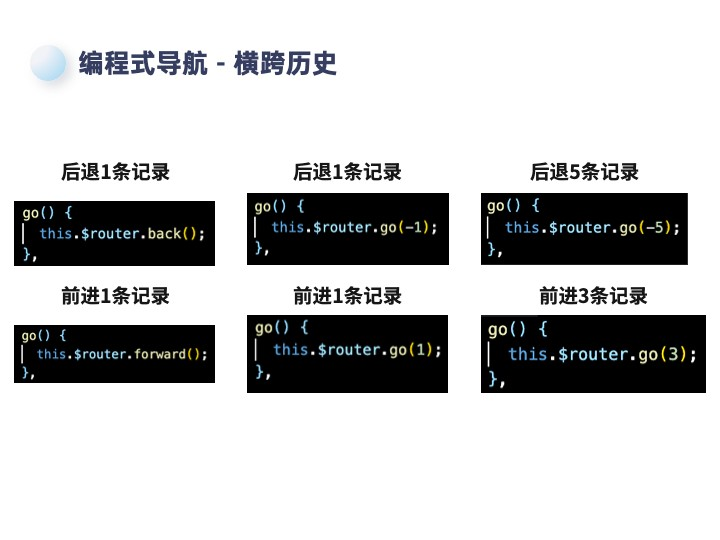 编程式导航 - 横跨历史
后退1条记录
go() {
this.$router.back();
},
后退1条记录
go() {
this.$router.go(-1);
},
后退5条记录
go() {
this.$router.go(-5);
},
前进1条记录
go() {
this.$router.forward();
},
前进1条记录
go() {
this.$router.go(1);
},
前进3条记录
go() {
this.$router.go(3);
},